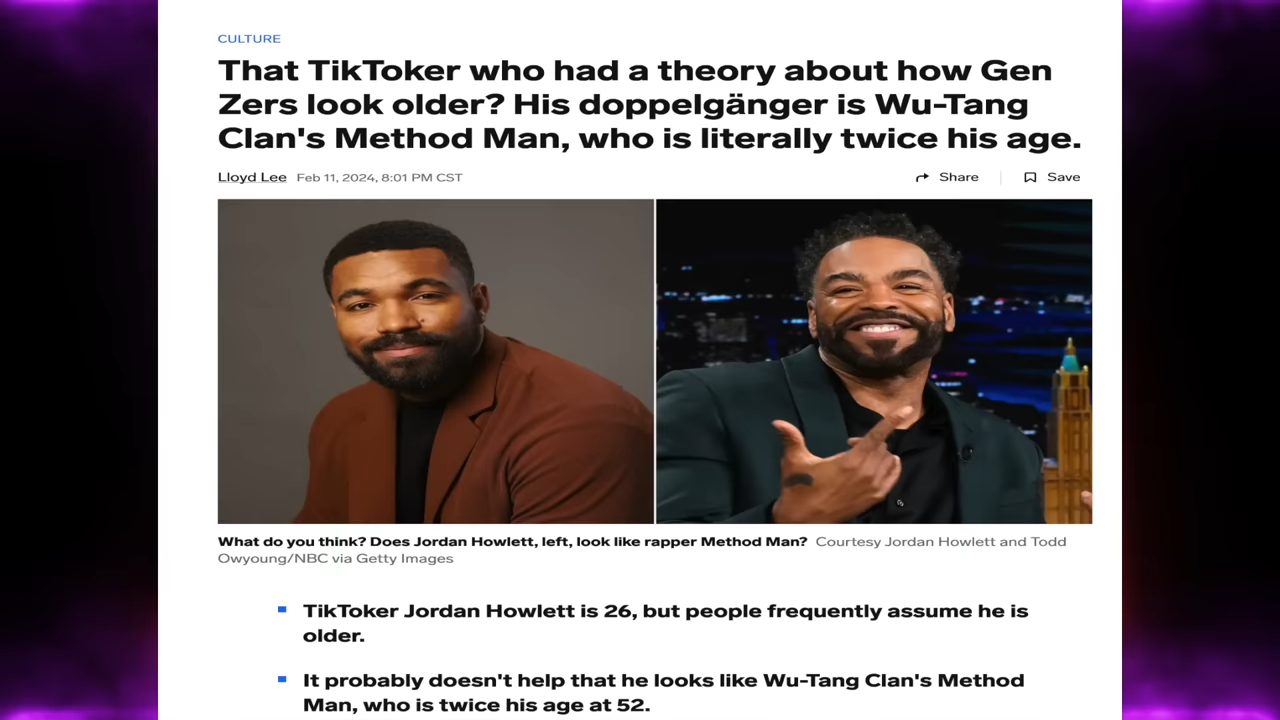 CULTURE
That TikToker who had a theory about how Gen
Zers look older? His doppelgänger is Wu-Tang
Clan's Method Man, who is literally twice his age.
Lloyd Lee Feb 11, 2024, 8:01 PM CST Share Save
What do you think? Does Jordan Howlett, left, look like rapper Method Man? Courtesy Jordan Howlett and Todd
Owyoung/NBC via Getty Images
TikToker Jordan Howlett is 26, but people frequently assume he is
older.
It probably doesn't help that he looks like Wu-Tang Clan's Method
Man, who is twice his age at 52.